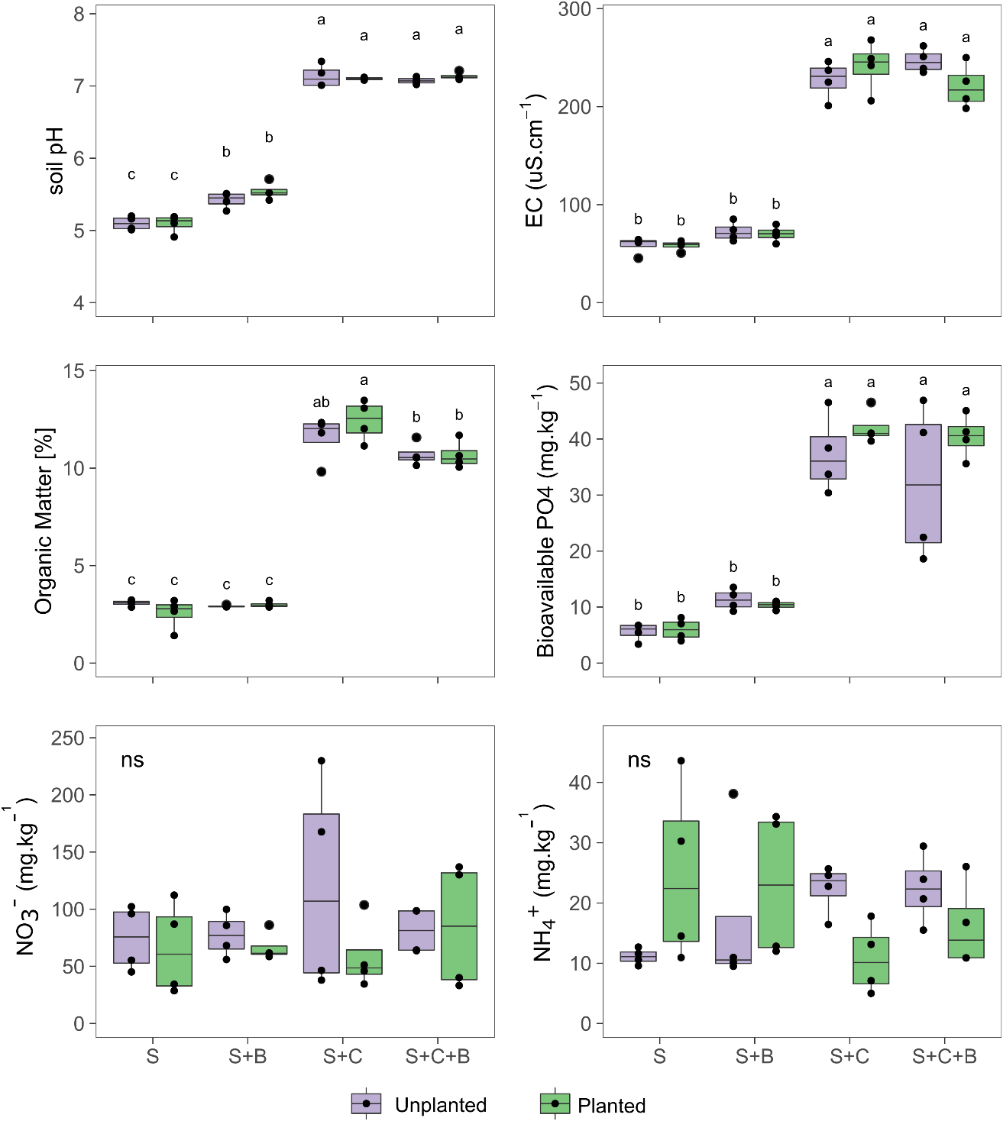 8
7
6
5
4
soil pH
c
c
b
b
a
a
a
a
300
200
100
0
EC (uS.cm⁻¹)
b
b
b
b
a
a
a
a
15
10
5
0
Organic Matter [%]
c
c
c
c
ab
a
b
b
50
40
30
20
10
0
Bioavailable PO4 (mg.kg⁻¹)
b
b
b
b
a
a
a
a
250
200
150
100
50
0
NO₃⁻ (mg.kg⁻¹)
ns
S
S+B
S+C
S+C+B
40
30
20
10
0
NH₄⁺ (mg.kg⁻¹)
ns
S
S+B
S+C
S+C+B
Unplanted
Planted